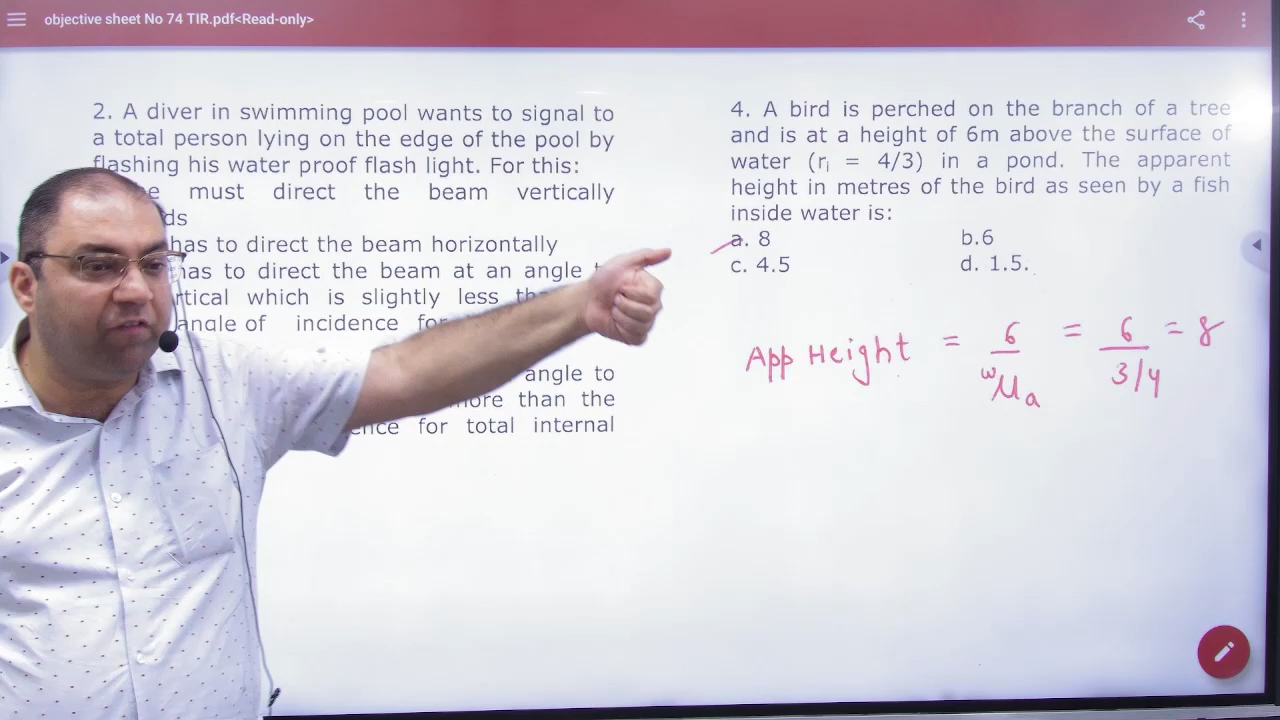 objective sheet No 74 TIR.pdf<Read-only>
2. A diver in swimming pool wants to signal to
a total person lying on the edge of the pool by
flashing his water proof flash light. For this:
must direct the beam vertically
has to direct the beam horizontally
has to direct the beam at an angle
which is slightly less
angle of incidence
angle to
more than the
for total internal
4. A bird is perched on the branch of a tree
and is at a height of 6m above the surface of
water (ri = 4/3) in a pond. The apparent
height in metres of the bird as seen by a fish
inside water is:
a. 8 b.6
c. 4.5 d. 1.5.
App Height = 6/ωμa = 6/3/4 = 8